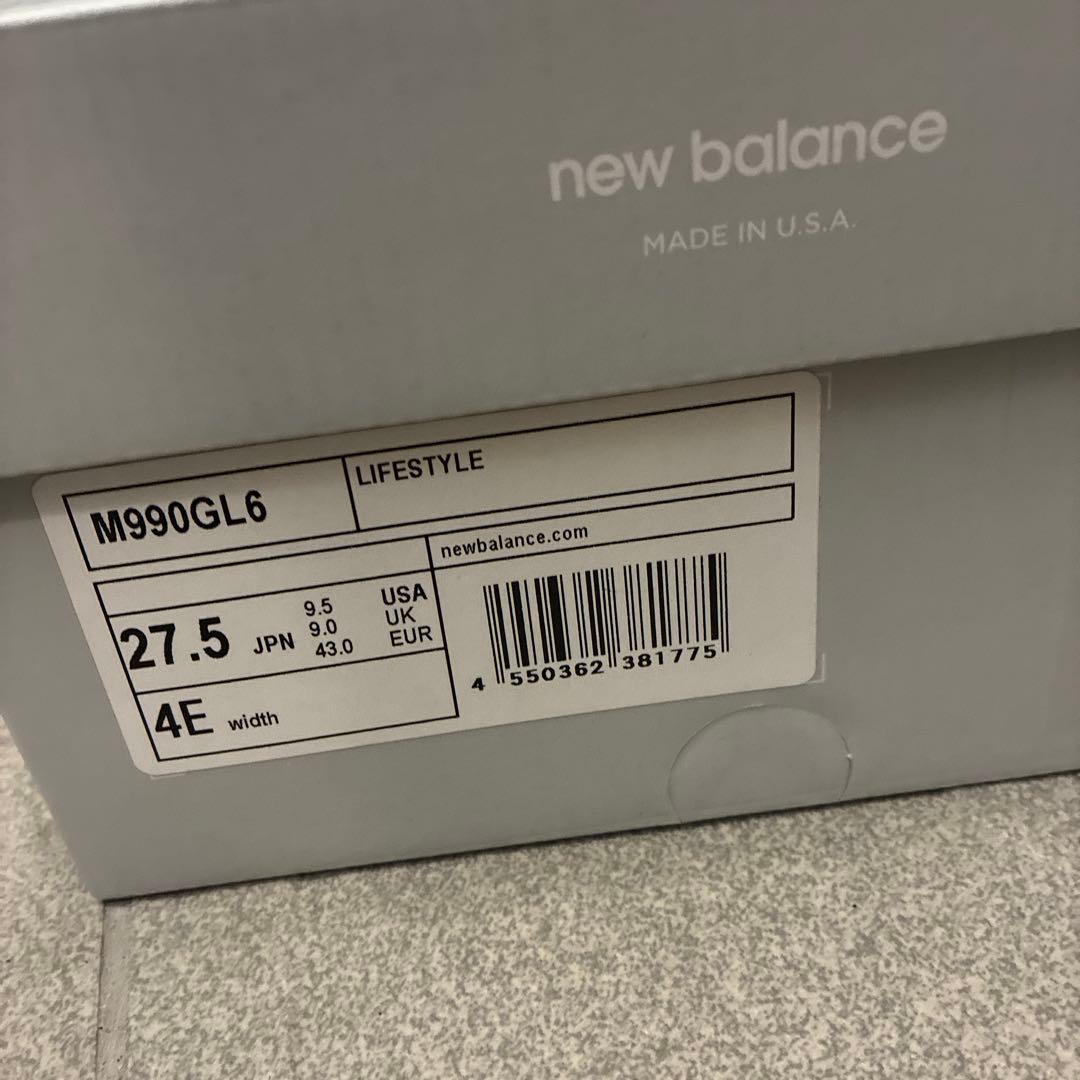 new balance
MADE IN U.S.A.
M990GL6
LIFESTYLE
newbalance.com
27.5 JPN
9.5 USA
9.0 UK
43.0 EUR
4E width
4 550362 381775